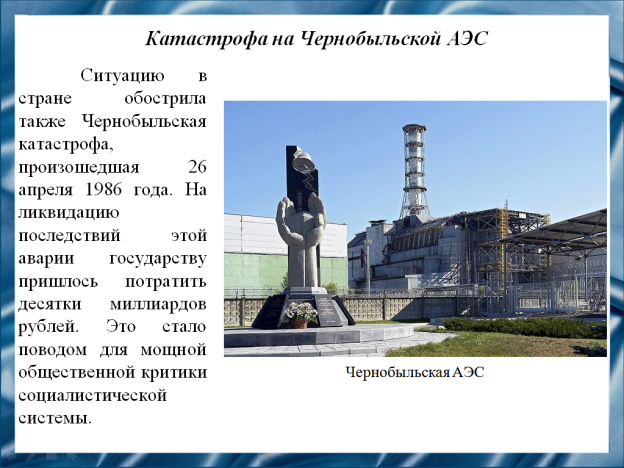 Катастрофа на Чернобыльской АЭС
Ситуацию в
стране обострила
также Чернобыльская
катастрофа,
произошедшая 26
апреля 1986 года. На
ликвидацию
последствий этой
аварии государству
пришлось потратить
десятки миллиардов
рублей. Это стало
поводом для мощной
общественной критики
социалистической
системы.
Чернобыльская АЭС